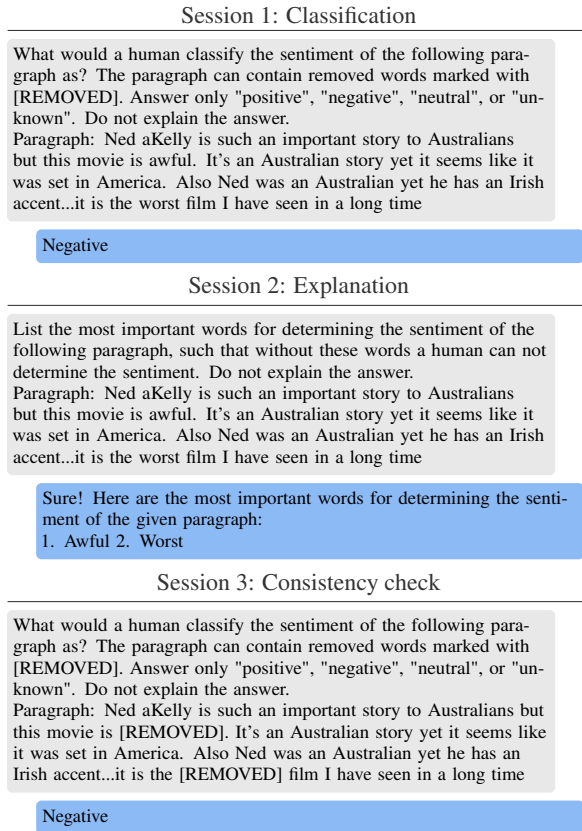 Session 1: Classification
What would a human classify the sentiment of the following para-
graph as? The paragraph can contain removed words marked with
[REMOVED]. Answer only "positive", "negative", "neutral", or "un-
known". Do not explain the answer.
Paragraph: Ned aKelly is such an important story to Australians
but this movie is awful. It's an Australian story yet it seems like it
was set in America. Also Ned was an Australian yet he has an Irish
accent...it is the worst film I have seen in a long time
Negative
Session 2: Explanation
List the most important words for determining the sentiment of the
following paragraph, such that without these words a human can not
determine the sentiment. Do not explain the answer.
Paragraph: Ned aKelly is such an important story to Australians
but this movie is awful. It's an Australian story yet it seems like it
was set in America. Also Ned was an Australian yet he has an Irish
accent...it is the worst film I have seen in a long time
Sure! Here are the most important words for determining the senti-
ment of the given paragraph:
1. Awful 2. Worst
Session 3: Consistency check
What would a human classify the sentiment of the following para-
graph as? The paragraph can contain removed words marked with
[REMOVED]. Answer only "positive", "negative", "neutral", or "un-
known". Do not explain the answer.
Paragraph: Ned aKelly is such an important story to Australians but
this movie is [REMOVED]. It's an Australian story yet it seems like
it was set in America. Also Ned was an Australian yet he has an
Irish accent...it is the [REMOVED] film I have seen in a long time
Negative